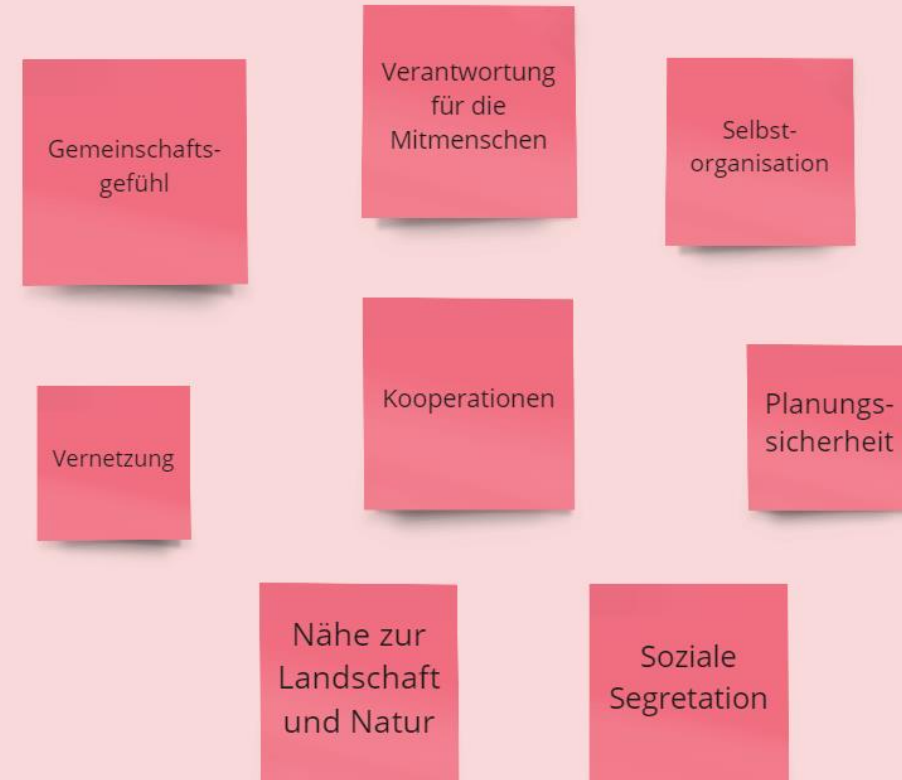 Gemeinschafts-
gefühl
Verantwortung
für die
Mitmenschen
Selbst-
organisation
Vernetzung
Kooperationen
Planungs-
sicherheit
Nähe zur
Landschaft
und Natur
Soziale
Segretation